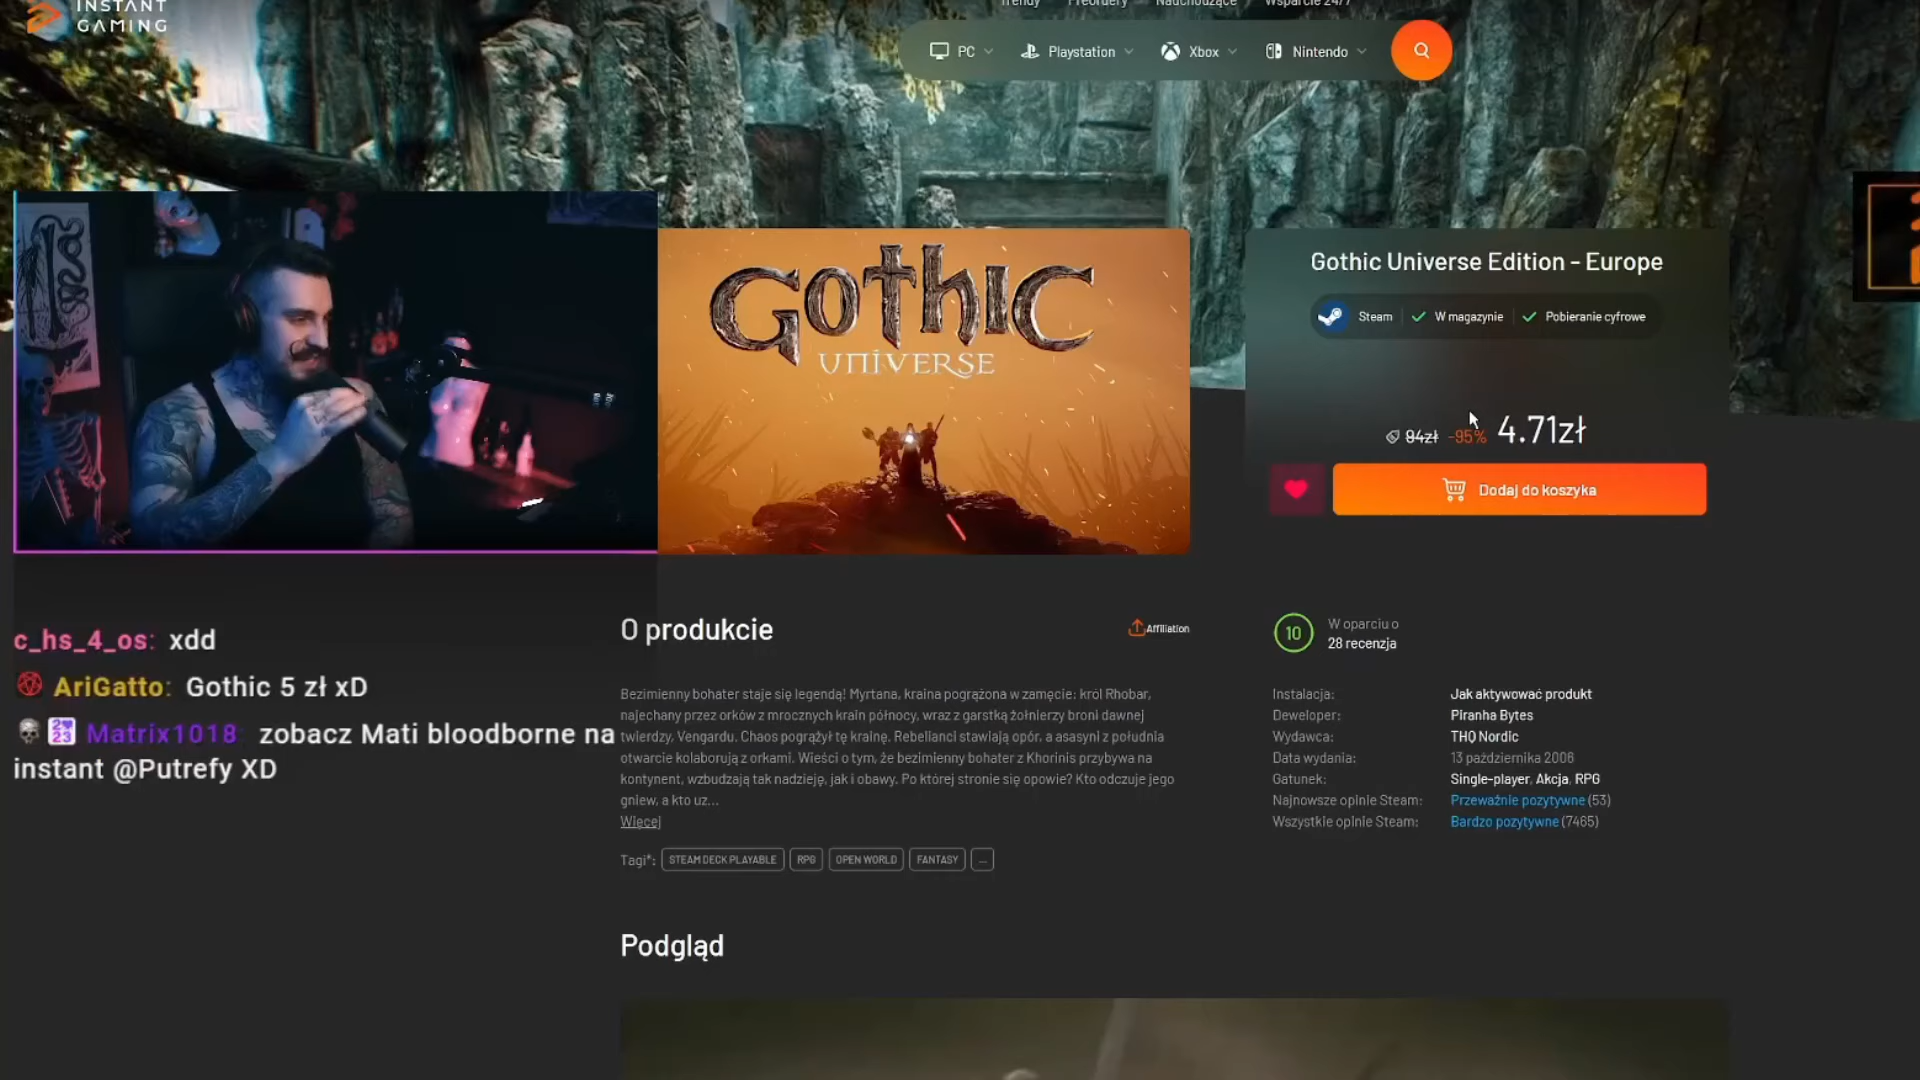 INSTANT
GAMING
Trendy Preordery Nadchodzące Wsparcie 24/7
PC Playstation Xbox Nintendo
GOTHIC
UNIVERSE
Gothic Universe Edition - Europe
Steam W magazynie Pobieranie cyfrowe
94zł -95% 4.71zł
Dodaj do koszyka
c_hs_4_os: xdd
AriGatto: Gothic 5 zł xD
Matrix1018: zobacz Mati bloodborne na
instant @Putrefy XD
O produkcie
Affiliation
Bezimienny bohater staje się legendą! Myrtana, kraina pogrążona w zamęcie: król Rhobar,
najechany przez orków z mrocznych krain północy, wraz z garstką żołnierzy broni dawnej
twierdzy, Vengardu. Chaos pogrążył tę krainę. Rebelianci stawiają opór, a asasyni z południa
otwarcie kolaborują z orkami. Wieści o tym, że bezimienny bohater z Khorinis przybywa na
kontynent, wzbudzają tak nadzieję, jak i obawy. Po której stronie się opowie? Kto odczuje jego
gniew, a kto uz...
Więcej
Tagi*: STEAM DECK PLAYABLE RPG OPEN WORLD FANTASY ...
10
W oparciu o
28 recenzja
Instalacja: Jak aktywować produkt
Deweloper: Piranha Bytes
Wydawca: THQ Nordic
Data wydania: 13 października 2006
Gatunek: Single-player, Akcja, RPG
Najnowsze opinie Steam: Przeważnie pozytywne (53)
Wszystkie opinie Steam: Bardzo pozytywne (7465)
Podgląd